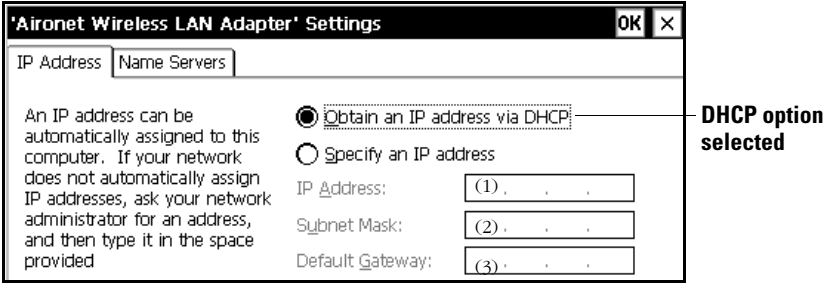 'Aironet Wireless LAN Adapter' Settings OK ×
IP Address Name Servers
An IP address can be
automatically assigned to this
computer. If your network
does not automatically assign
IP addresses, ask your network
administrator for an address,
and then type it in the space
provided
Obtain an IP address via DHCP
Specify an IP address
IP Address: (1) . . .
Subnet Mask: (2) . . .
Default Gateway: (3) . . .
DHCP option
selected